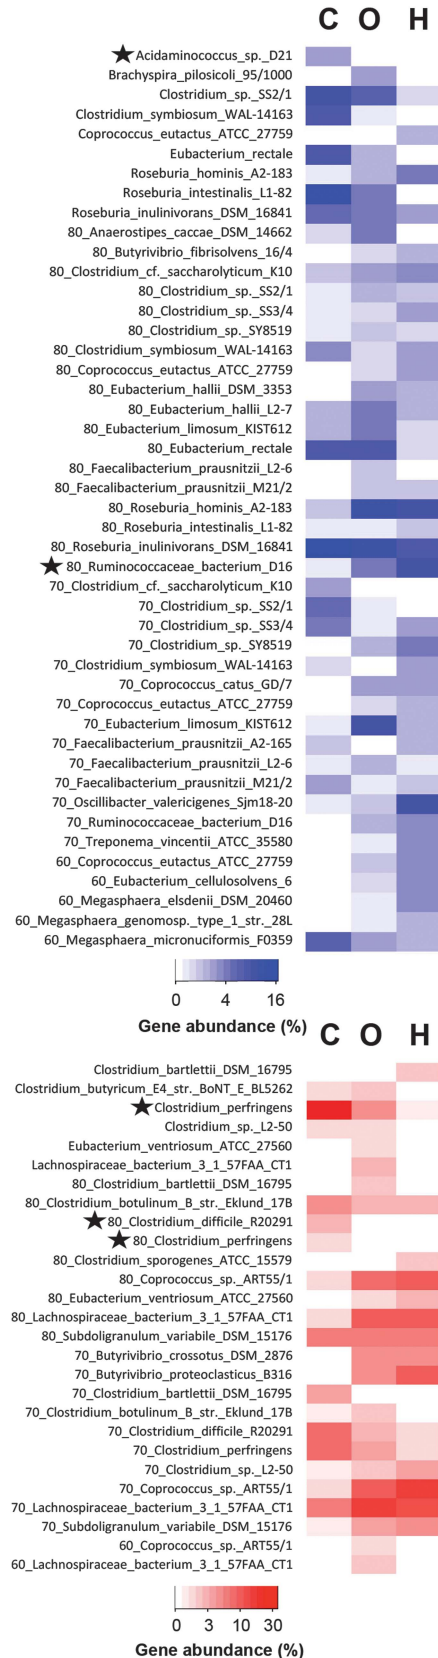 C O H
Acidaminococcus_sp._D21
Brachyspira_pilosicoli_95/1000
Clostridium_sp._SS2/1
Clostridium_symbiosum_WAL-14163
Coprococcus_eutactus_ATCC_27759
Eubacterium_rectale
Roseburia_hominis_A2-183
Roseburia_intestinalis_L1-82
Roseburia_inulinivorans_DSM_16841
80_Anaerostipes_caccae_DSM_14662
80_Butyrivibrio_fibrisolvens_16/4
80_Clostridium_cf._saccharolyticum_K10
80_Clostridium_sp._SS2/1
80_Clostridium_sp._SS3/4
80_Clostridium_sp._SY8519
80_Clostridium_symbiosum_WAL-14163
80_Coprococcus_eutactus_ATCC_27759
80_Eubacterium_hallii_DSM_3353
80_Eubacterium_hallii_L2-7
80_Eubacterium_limosum_KIST612
80_Eubacterium_rectale
80_Faecalibacterium_prausnitzii_L2-6
80_Faecalibacterium_prausnitzii_M21/2
80_Roseburia_hominis_A2-183
80_Roseburia_intestinalis_L1-82
80_Roseburia_inulinivorans_DSM_16841
80_Ruminococcaceae_bacterium_D16
70_Clostridium_cf._saccharolyticum_K10
70_Clostridium_sp._SS2/1
70_Clostridium_sp._SS3/4
70_Clostridium_sp._SY8519
70_Clostridium_symbiosum_WAL-14163
70_Coprococcus_catus_GD/7
70_Coprococcus_eutactus_ATCC_27759
70_Eubacterium_limosum_KIST612
70_Faecalibacterium_prausnitzii_A2-165
70_Faecalibacterium_prausnitzii_L2-6
70_Faecalibacterium_prausnitzii_M21/2
70_Oscillibacter_valericigenes_Sjm18-20
70_Ruminococcaceae_bacterium_D16
70_Treponema_vincentii_ATCC_35580
60_Coprococcus_eutactus_ATCC_27759
60_Eubacterium_cellulosolvens_6
60_Megasphaera_elsdenii_DSM_20460
60_Megasphaera_genomosp._type_1_str._28L
60_Megasphaera_micronuciformis_F0359
0 4 16
Gene abundance (%)
C O H
Clostridium_bartlettii_DSM_16795
Clostridium_butyricum_E4_str._BoNT_E_BL5262
Clostridium_perfringens
Clostridium_sp._L2-50
Eubacterium_ventriosum_ATCC_27560
Lachnospiraceae_bacterium_3_1_57FAA_CT1
80_Clostridium_bartlettii_DSM_16795
80_Clostridium_botulinum_B_str._Eklund_17B
80_Clostridium_difficile_R20291
80_Clostridium_perfringens
80_Clostridium_sporogenes_ATCC_15579
80_Coprococcus_sp._ART55/1
80_Eubacterium_ventriosum_ATCC_27560
80_Lachnospiraceae_bacterium_3_1_57FAA_CT1
80_Subdoligranulum_variabile_DSM_15176
70_Butyrivibrio_crossotus_DSM_2876
70_Butyrivibrio_proteoclasticus_B316
70_Clostridium_bartlettii_DSM_16795
70_Clostridium_botulinum_B_str._Eklund_17B
70_Clostridium_difficile_R20291
70_Clostridium_perfringens
70_Clostridium_sp._L2-50
70_Coprococcus_sp._ART55/1
70_Lachnospiraceae_bacterium_3_1_57FAA_CT1
70_Subdoligranulum_variabile_DSM_15176
60_Coprococcus_sp._ART55/1
60_Lachnospiraceae_bacterium_3_1_57FAA_CT1
0 3 10 30
Gene abundance (%)